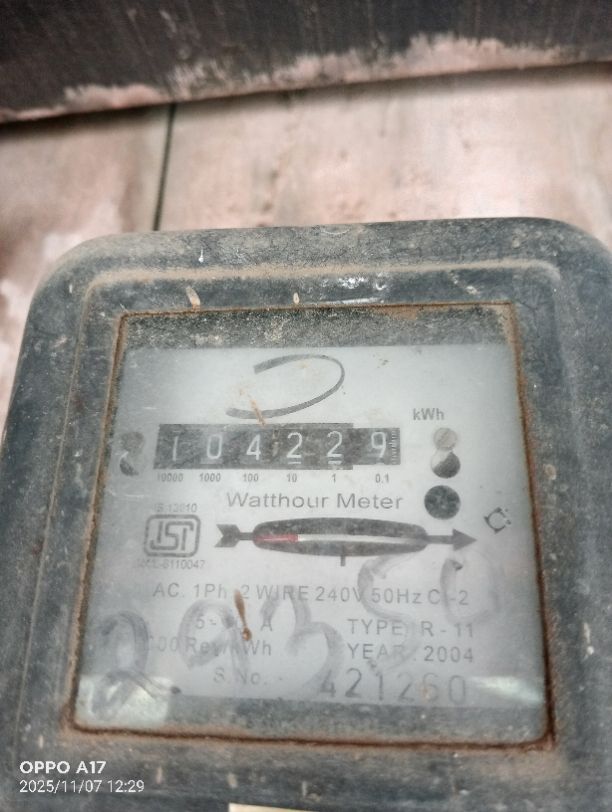 kWh
1 0 4 2 2 9
10000 1000 100 10 1 0.1
Watthour Meter
IS 13010
ISI
AC. 1Ph. 2 WIRE 240V 50Hz C -2
A TYPE R - 11
Rev/kWh YEAR 2004
S.No. 421260
OPPO A17
2025/11/07 12:29